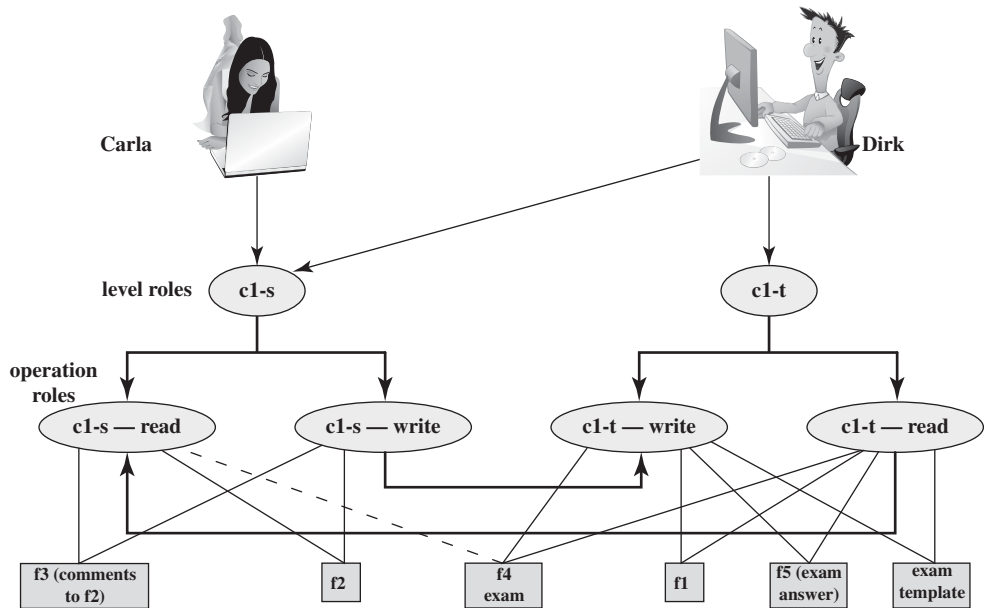 Carla
Dirk
level roles
c1-s
c1-t
operation
roles
c1-s — read
c1-s — write
c1-t — write
c1-t — read
f3 (comments
to f2)
f2
f4
exam
f1
f5 (exam
answer)
exam
template